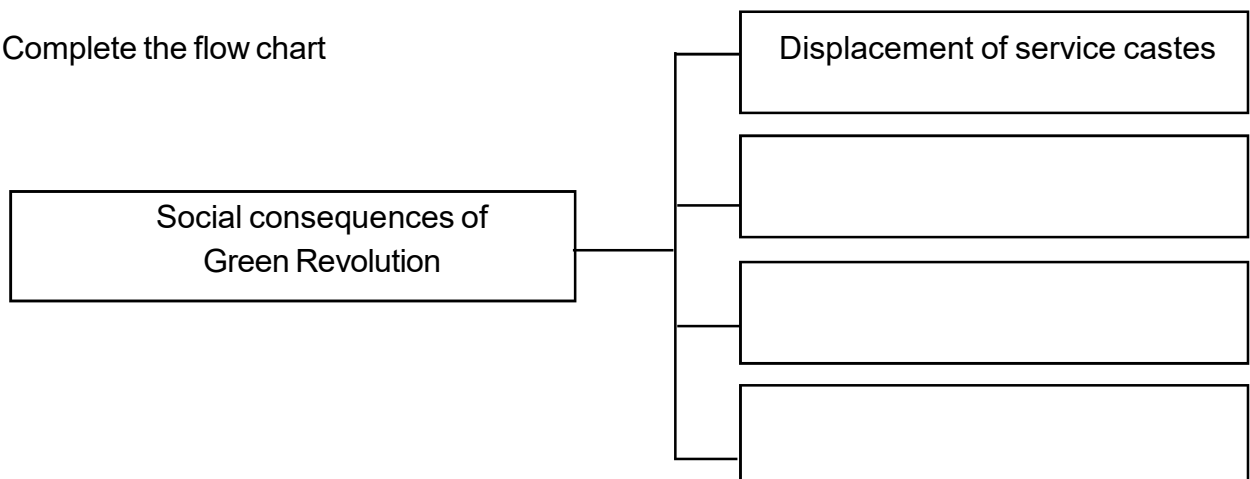 Complete the flow chart
Displacement of service castes
Social consequences of
Green Revolution